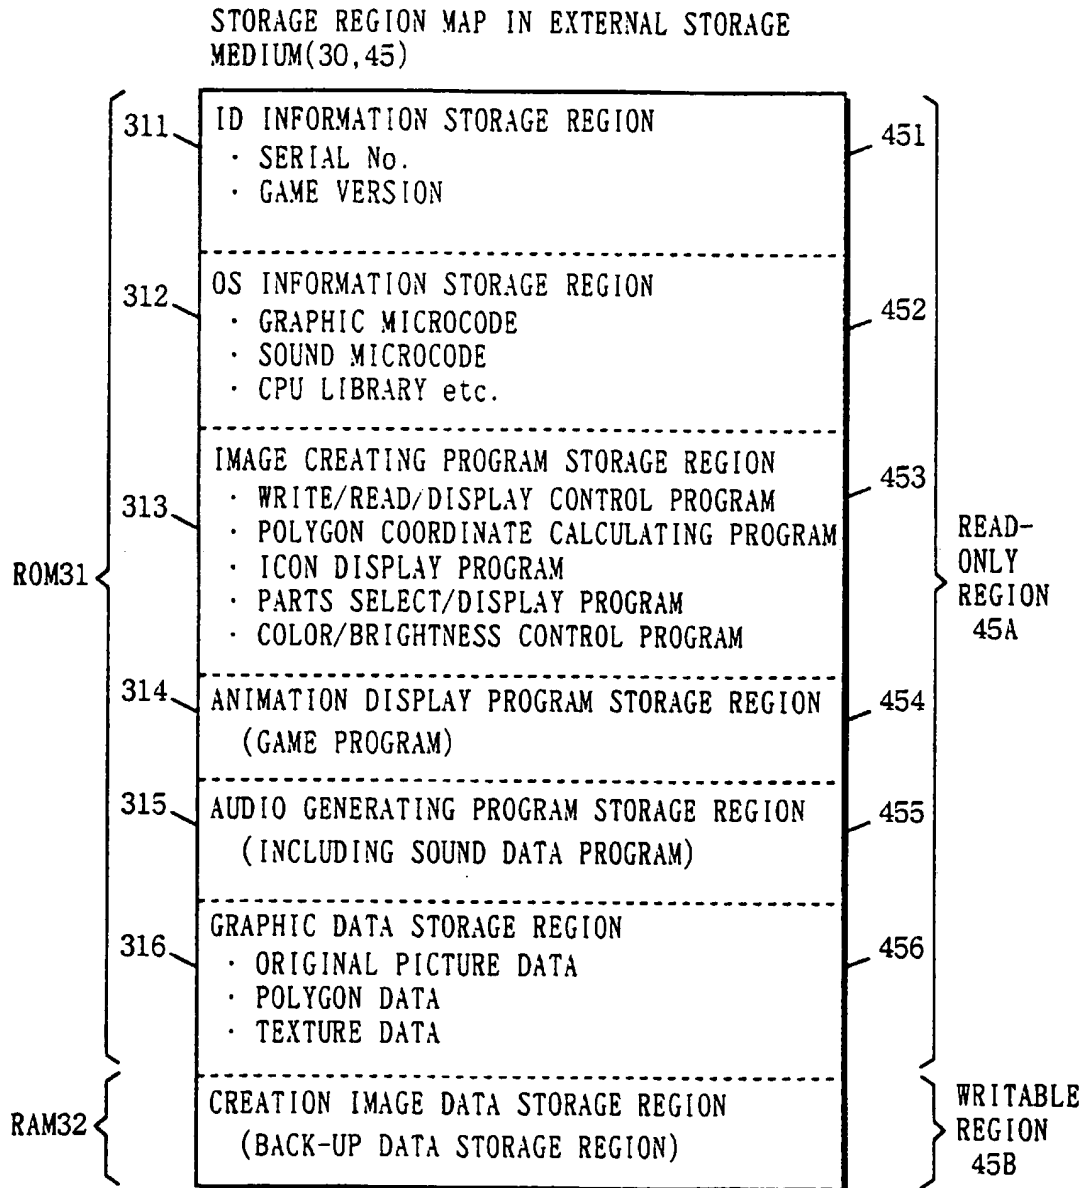 STORAGE REGION MAP IN EXTERNAL STORAGE
MEDIUM(30,45)
311
ID INFORMATION STORAGE REGION
· SERIAL No.
· GAME VERSION
451
312
OS INFORMATION STORAGE REGION
· GRAPHIC MICROCODE
· SOUND MICROCODE
· CPU LIBRARY etc.
452
313
IMAGE CREATING PROGRAM STORAGE REGION
· WRITE/READ/DISPLAY CONTROL PROGRAM
· POLYGON COORDINATE CALCULATING PROGRAM
· ICON DISPLAY PROGRAM
· PARTS SELECT/DISPLAY PROGRAM
· COLOR/BRIGHTNESS CONTROL PROGRAM
453
ROM31
READ-
ONLY
REGION
45A
314
ANIMATION DISPLAY PROGRAM STORAGE REGION
(GAME PROGRAM)
454
315
AUDIO GENERATING PROGRAM STORAGE REGION
(INCLUDING SOUND DATA PROGRAM)
455
316
GRAPHIC DATA STORAGE REGION
· ORIGINAL PICTURE DATA
· POLYGON DATA
· TEXTURE DATA
456
RAM32
CREATION IMAGE DATA STORAGE REGION
(BACK-UP DATA STORAGE REGION)
WRITABLE
REGION
45B